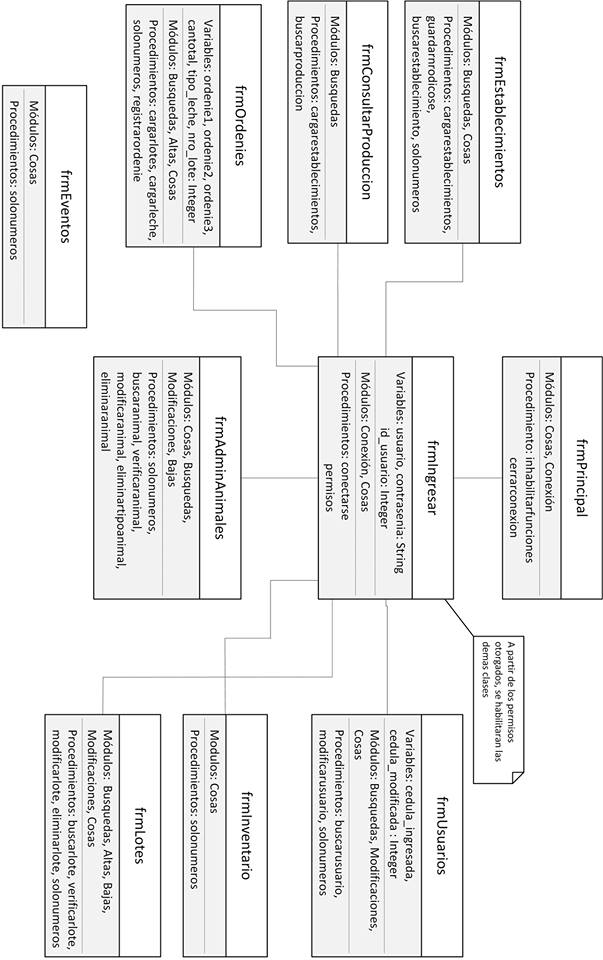 frmEstablecimientos
Módulos: Busquedas, Cosas
Procedimientos: cargarestablecimientos,
guardarnrodicose,
buscarestablecimiento, solonumeros
frmPrincipal
Módulos: Cosas, Conexión
Procedimiento: inhabilitarfunciones
cerrarconexion
A partir de los permisos
otorgados, se habilitaran las
demas clases
frmConsultarProduccion
Módulos: Busquedas
Procedimientos: cargarestablecimientos,
buscarproduccion
frmIngresar
Variables: usuario, contrasenia: String
id_usuario: Integer
Módulos: Conexión, Cosas
Procedimientos: conectarse
permisos
frmUsuarios
Variables: cedula_ingresada,
cedula_modificada : Integer
Módulos: Busquedas, Modificaciones,
Cosas
Procedimientos: buscarusuario,
modificarusuario, solonumeros
frmOrdenies
Variables: ordenie1, ordenie2, ordenie3,
cantotal, tipo_leche, nro_lote: Integer
Módulos: Busquedas, Altas, Cosas
Procedimientos: cargarlotes, cargarleche,
solonumeros, registrarordenie
frmAdminAnimales
Módulos: Cosas, Busquedas,
Modificaciones, Bajas
Procedimientos: solonumeros,
buscaranimal, verificaranimal,
modificaranimal, eliminartipoanimal,
eliminaranimal
frmInventario
Modulos: Cosas
Procedimientos: solonumeros
frmEventos
Módulos: Cosas
Procedimientos: solonumeros
frmLotes
Módulos: Busquedas, Altas, Bajas,
Modificaciones, Cosas
Procedimientos: buscarlote, verificarlote,
modificarlote, eliminarlote, solonumeros